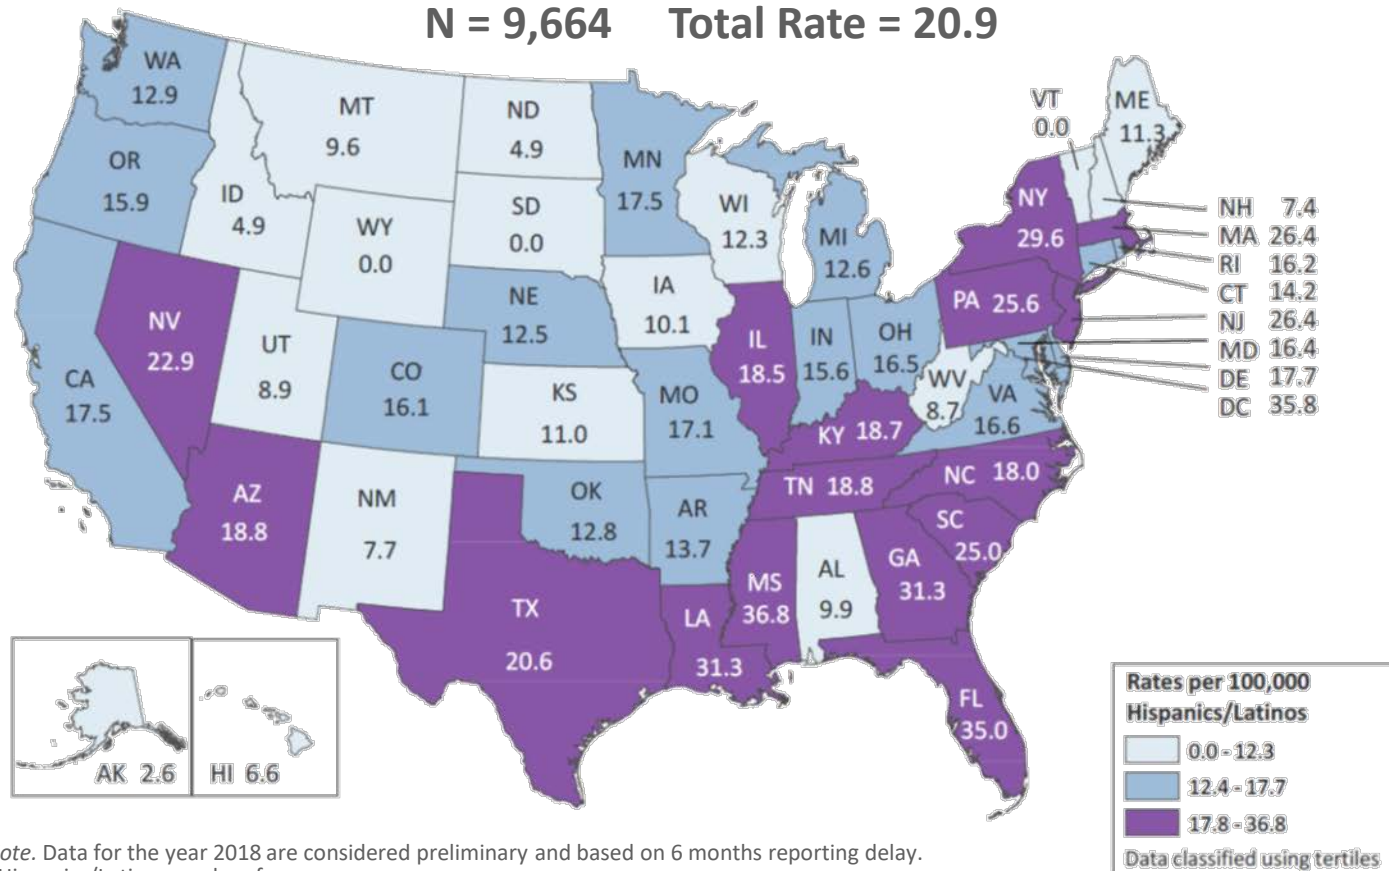 N = 9,664 Total Rate = 20.9
WA
12.9
MT
9.6
ND
4.9
MN
17.5
VT
0.0
ME
11.3
OR
15.9
ID
4.9
WY
0.0
SD
0.0
WI
12.3
MI
12.6
NY
29.6
NH 7.4
MA 26.4
RI 16.2
CT 14.2
NJ 26.4
MD 16.4
DE 17.7
DC 35.8
NV
22.9
UT
8.9
CO
16.1
NE
12.5
IA
10.1
IL
18.5
IN
15.6
OH
16.5
PA 25.6
CA
17.5
KS
11.0
MO
17.1
KY 18.7
WV
8.7
VA
16.6
AZ
18.8
NM
7.7
OK
12.8
AR
13.7
TN 18.8
NC 18.0
SC
25.0
TX
20.6
LA
31.3
MS
36.8
AL
9.9
GA
31.3
FL
35.0
AK 2.6
HI 6.6
Rates per 100,000
Hispanics/Latinos
0.0 - 12.3
12.4 - 17.7
17.8 - 36.8
Data classified using tertiles
ote. Data for the year 2018 are considered preliminary and based on 6 months reporting delay.